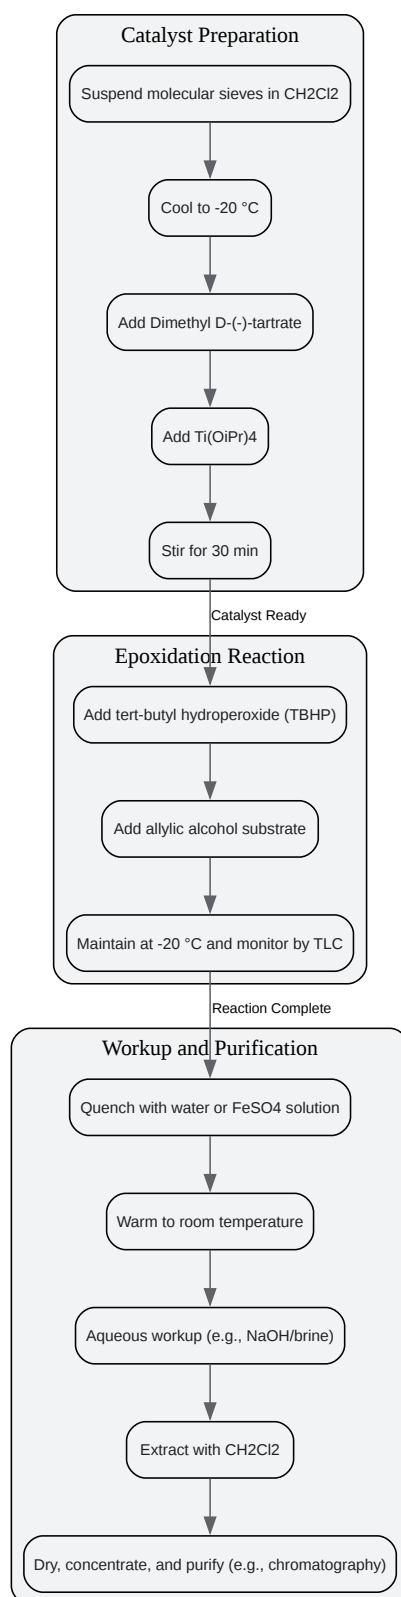 Catalyst Preparation
Suspend molecular sieves in CH2Cl2
Cool to -20 °C
Add Dimethyl D-(-)-tartrate
Add Ti(OiPr)4
Stir for 30 min
Catalyst Ready
Epoxidation Reaction
Add tert-butyl hydroperoxide (TBHP)
Add allylic alcohol substrate
Maintain at -20 °C and monitor by TLC
Reaction Complete
Workup and Purification
Quench with water or FeSO4 solution
Warm to room temperature
Aqueous workup (e.g., NaOH/brine)
Extract with CH2Cl2
Dry, concentrate, and purify (e.g., chromatography)